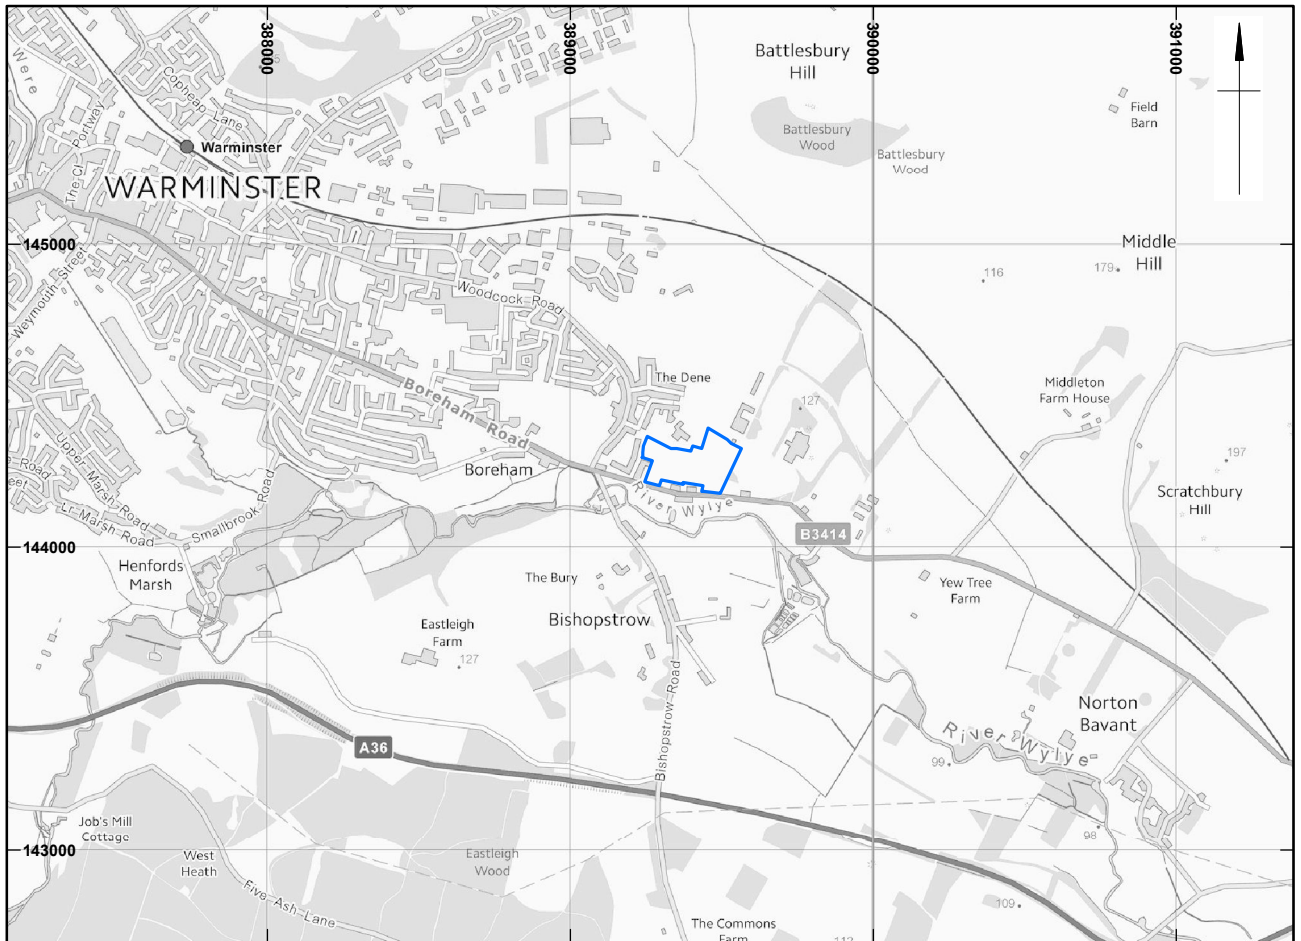 388000
389000
390000
391000
Were
Copheap Lane
Portway
The Cl
Battlesbury
Hill
Field
Barn
Battlesbury
Wood
Battlesbury
Wood
Warminster
WARMINSTER
145000
Middle
Hill
116
179
Weymouth Street
Woodcock Road
The Dene
Boreham Road
127
Middleton
Farm House
Upper Marsh Road
Road
Lr Marsh Road
Smallbrook Road
Boreham
River Wylye
197
Scratchbury
Hill
B3414
144000
Henfords
Marsh
The Bury
Yew Tree
Farm
Bishopstrow
Eastleigh
Farm
127
Bishopstrow Road
Norton
Bavant
River Wylye
A36
99
Job's Mill
Cottage
98
West
Heath
143000
Eastleigh
Wood
Five Ash Lane
109
The Commons
Farm